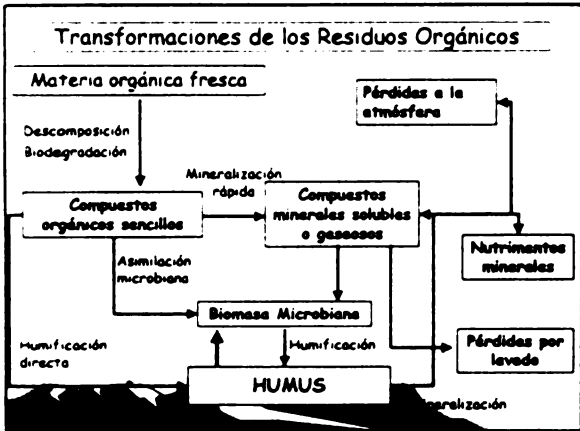 Transformaciones de los Residuos Orgánicos
Materia orgánica fresca
Pérdidas a la
atmósfera
Descomposición
Biodegradación
Mineralización
rápida
Compuestos
orgánicos sencillos
Compuestos
minerales solubles
o gaseosos
Nutrimentos
minerales
Asimilación
microbiana
Biomasa Microbiana
Humificación
directa
Humificación
Pérdidas por
lavado
HUMUS